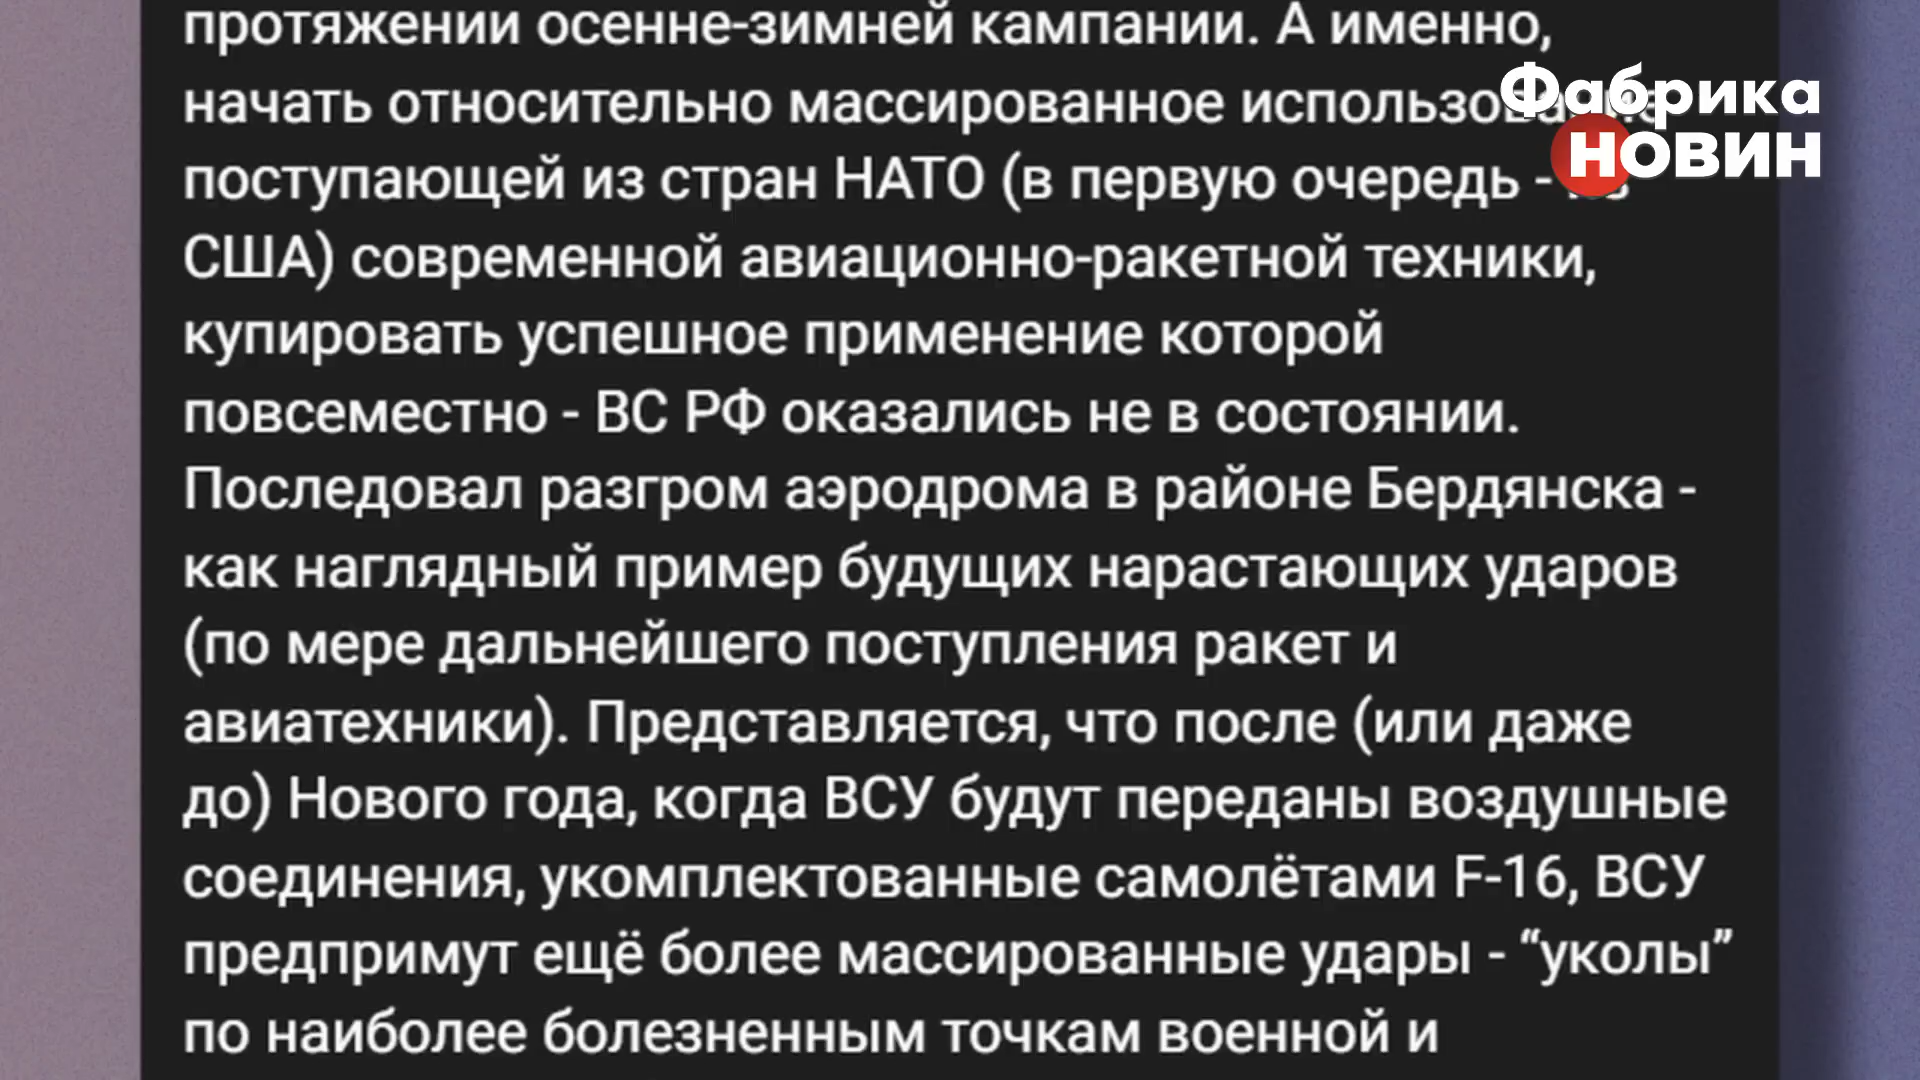 протяжении осенне-зимней кампании. А именно,
начать относительно массированное
поступающей из стран НАТО (в первую очередь -
США) современной авиационно-ракетной техники,
купировать успешное применение которой
повсеместно - ВС РФ оказались не в состоянии.
Последовал разгром аэродрома в районе Бердянска -
как наглядный пример будущих нарастающих ударов
(по мере дальнейшего поступления ракет и
авиатехники). Представляется, что после (или даже
до) Нового года, когда ВСУ будут переданы воздушные
соединения, укомплектованные самолётами F-16, ВСУ
предпримут ещё более массированные удары - “уколы”
по наиболее болезненным точкам военной и
Фабрика
новин